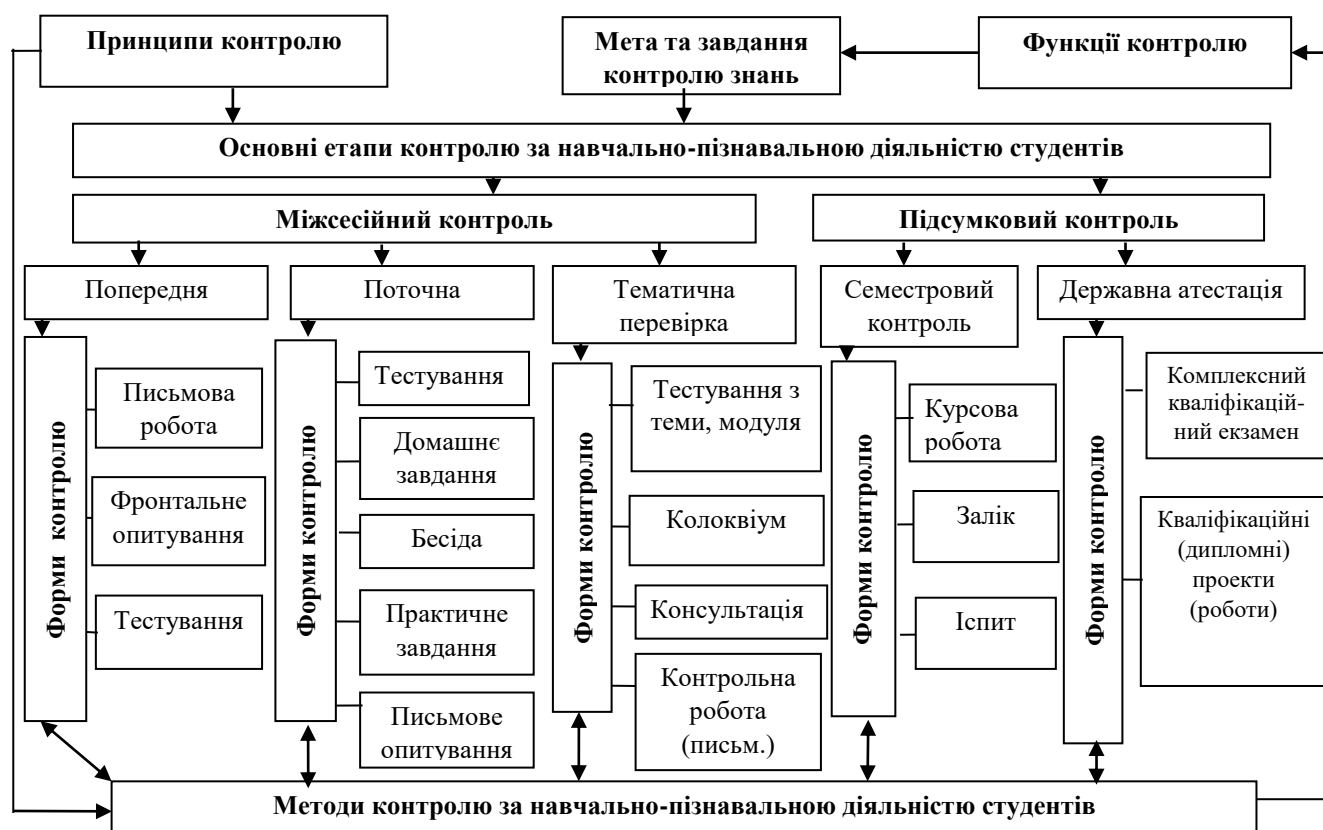 Принципи контролю
Мета та завдання
контролю знань
Функції контролю
Основні етапи контролю за навчально-пізнавальною діяльністю студентів
Міжсесійний контроль
Підсумковий контроль
Попередня
Поточна
Тематична
перевірка
Семестровий
контроль
Державна атестація
Форми контролю
Письмова
робота
Фронтальне
опитування
Тестування
Форми контролю
Тестування
Домашнє
завдання
Бесіда
Практичне
завдання
Письмове
опитування
Форми контролю
Тестування з
теми, модуля
Колоквіум
Консультація
Контрольна
робота
(письм.)
Форми контролю
Курсова
робота
Залік
Іспит
Форми контролю
Комплексний
кваліфікацій-
ний екзамен
Кваліфікаційні
(дипломні)
проекти
(роботи)
Методи контролю за навчально-пізнавальною діяльністю студентів